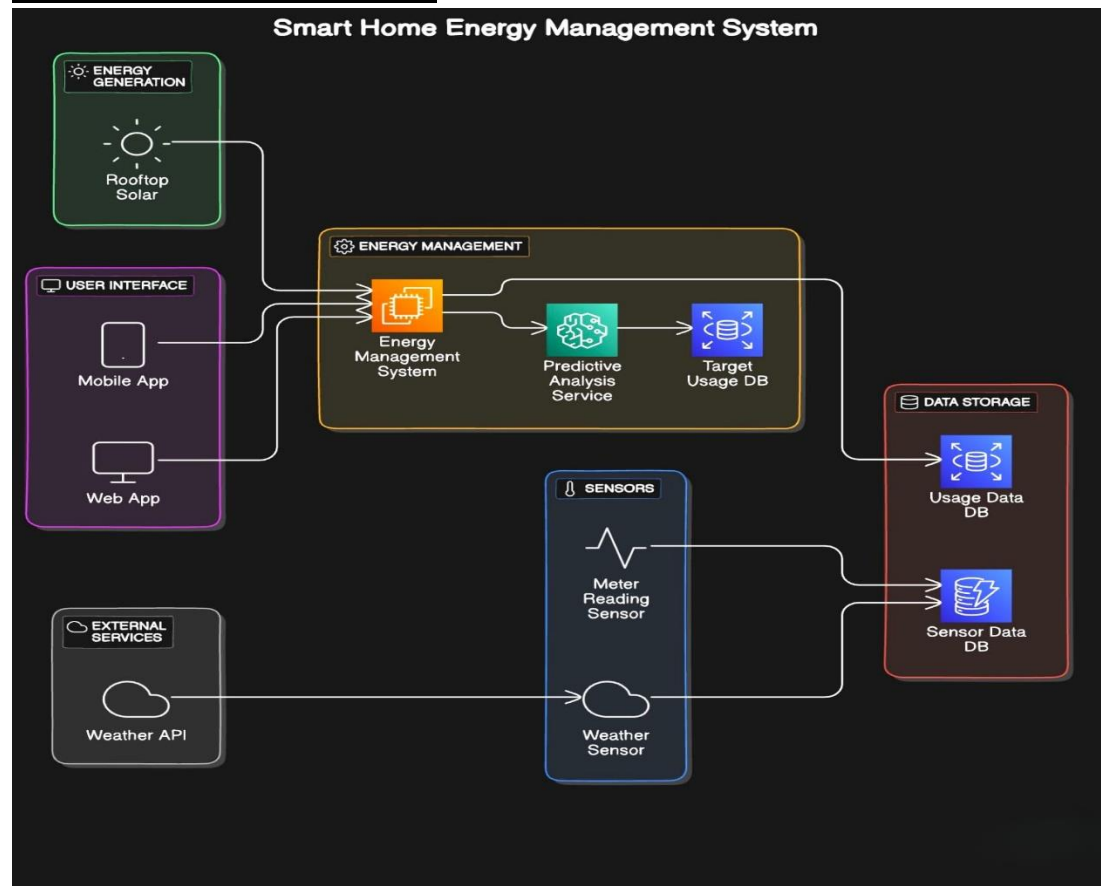 Smart Home Energy Management System
ENERGY
GENERATION
Rooftop
Solar
USER INTERFACE
Mobile App
Web App
ENERGY MANAGEMENT
Energy
Management
System
Predictive
Analysis
Service
Target
Usage DB
DATA STORAGE
Usage Data
DB
Sensor Data
DB
SENSORS
Meter
Reading
Sensor
Weather
Sensor
EXTERNAL
SERVICES
Weather API